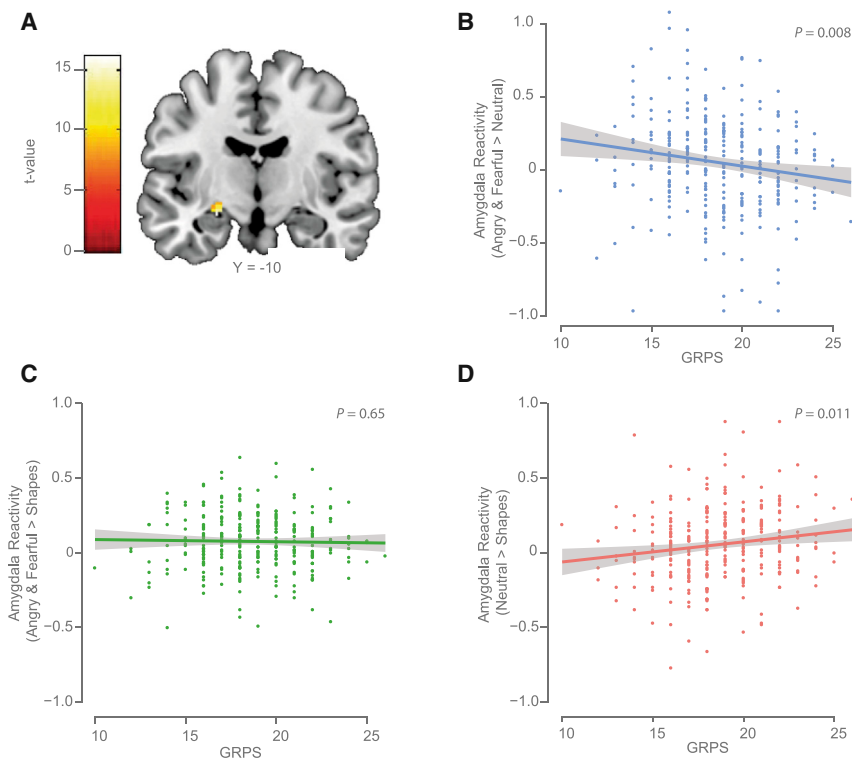 A
15
10
5
0
t-value
Y = -10
B
P = 0.008
1.0
0.5
0
−0.5
−1.0
Amygdala Reactivity
(Angry & Fearful > Neutral)
10
15
20
25
GRPS
C
P = 0.65
1.0
0.5
0
−0.5
−1.0
Amygdala Reactivity
(Angry & Fearful > Shapes)
10
15
20
25
GRPS
D
P = 0.011
1.0
0.5
0
−0.5
−1.0
Amygdala Reactivity
(Neutral > Shapes)
10
15
20
25
GRPS